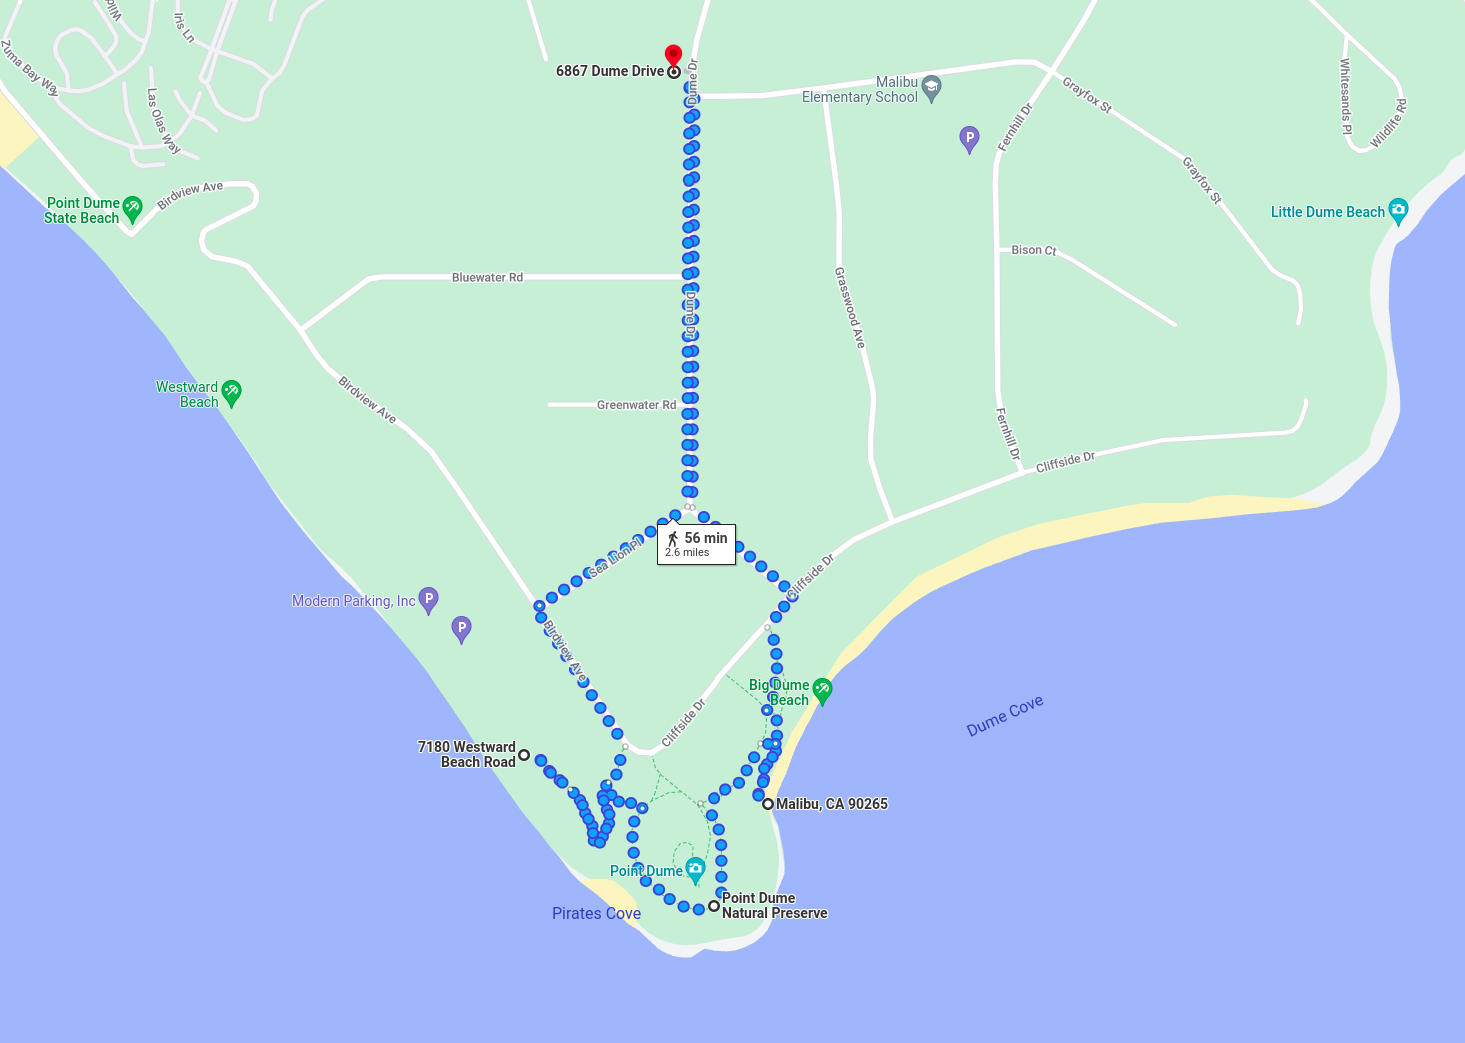 Willo
Iris Ln
Zuma Bay Way
Las Olas Way
6867 Dume Drive
Dume Dr
Malibu
Elementary School
P
Grayfox St
Fernhill Dr
Whitesands Pl
Wildlife Rd
Point Dume
State Beach
Birdview Ave
Grayfox St
Little Dume Beach
Bluewater Rd
Dume Dr
Grasswood Ave
Bison Ct
Westward
Beach
Birdview Ave
Greenwater Rd
Fernhill Dr
Cliffside Dr
56 min
2.6 miles
Sea Lion Pl
Cliffside Dr
Modern Parking, Inc
P
P
Birdview Ave
Big Dume
Beach
Cliffside Dr
Dume Cove
7180 Westward
Beach Road
Malibu, CA 90265
Point Dume
Point Dume
Natural Preserve
Pirates Cove